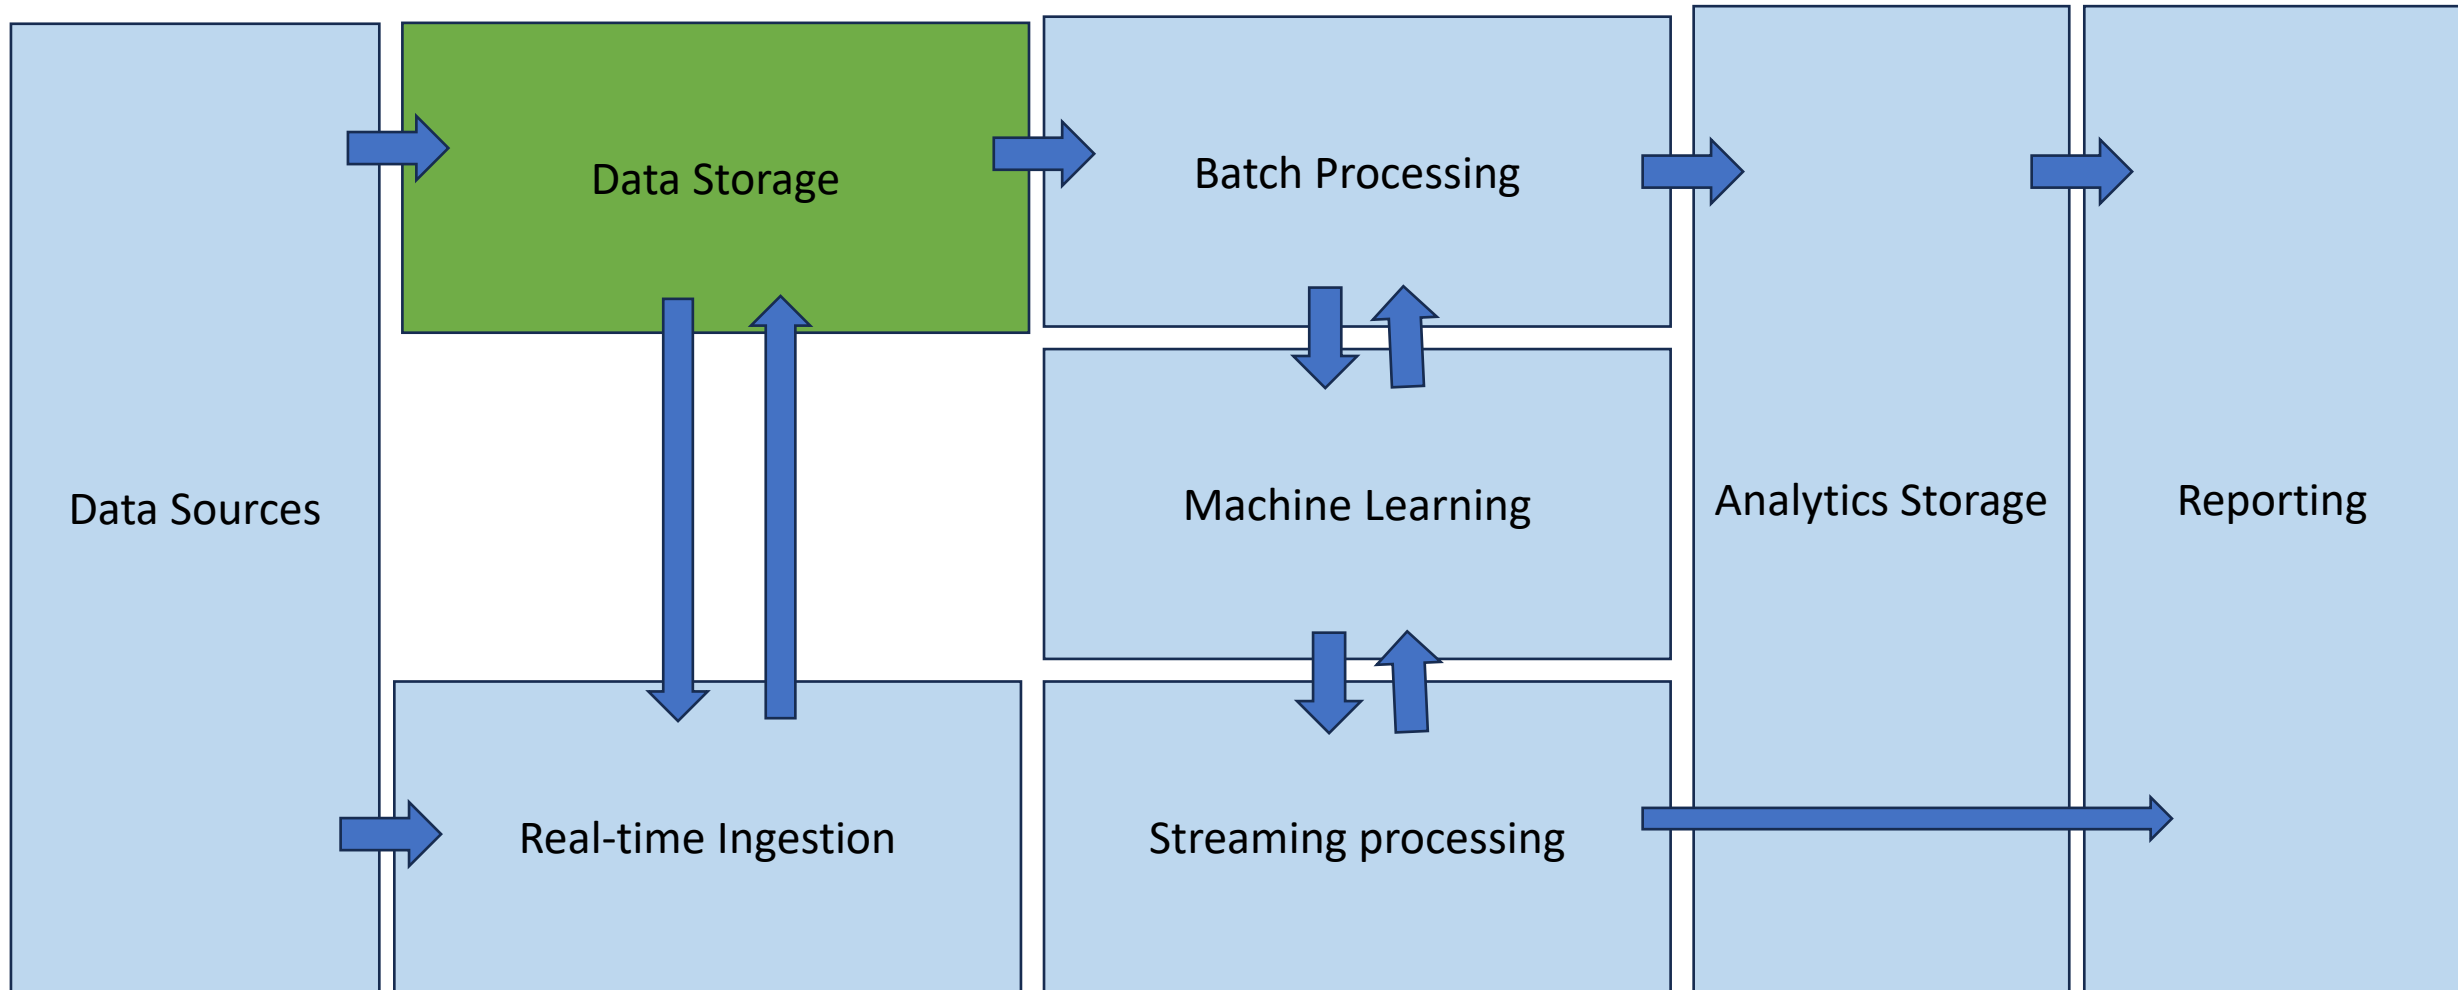 Data Sources
Data Storage
Real-time Ingestion
Batch Processing
Machine Learning
Streaming processing
Analytics Storage
Reporting